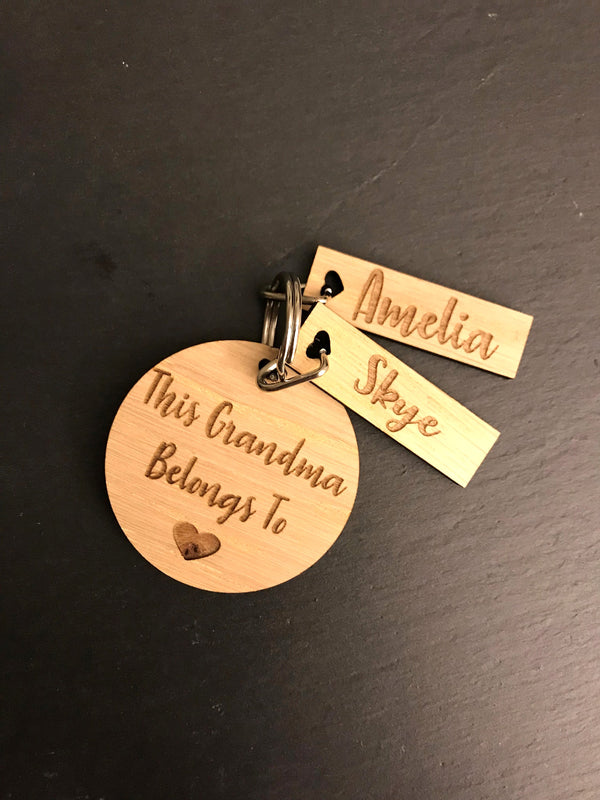 This Grandma
Belongs To
Amelia
Skye